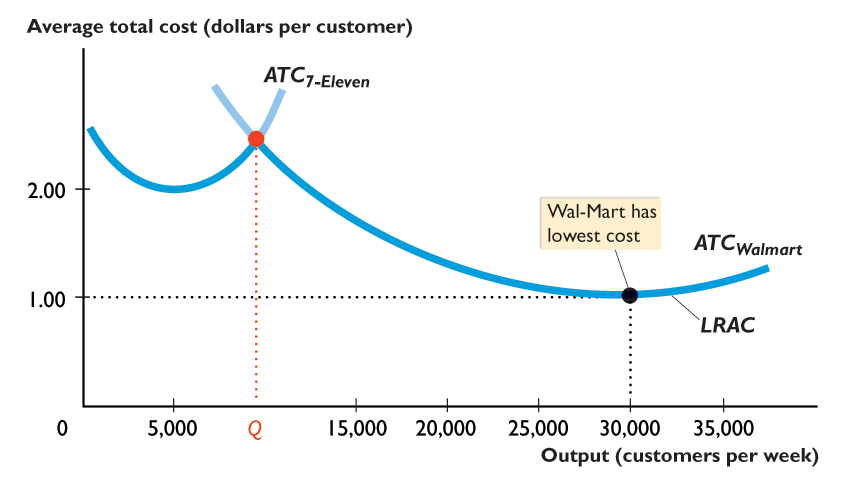 Average total cost (dollars per customer)
ATC7-Eleven
2.00
Wal-Mart has
lowest cost
ATCWalmart
1.00
LRAC
0
5,000
Q
15,000
20,000
25,000
30,000
35,000
Output (customers per week)